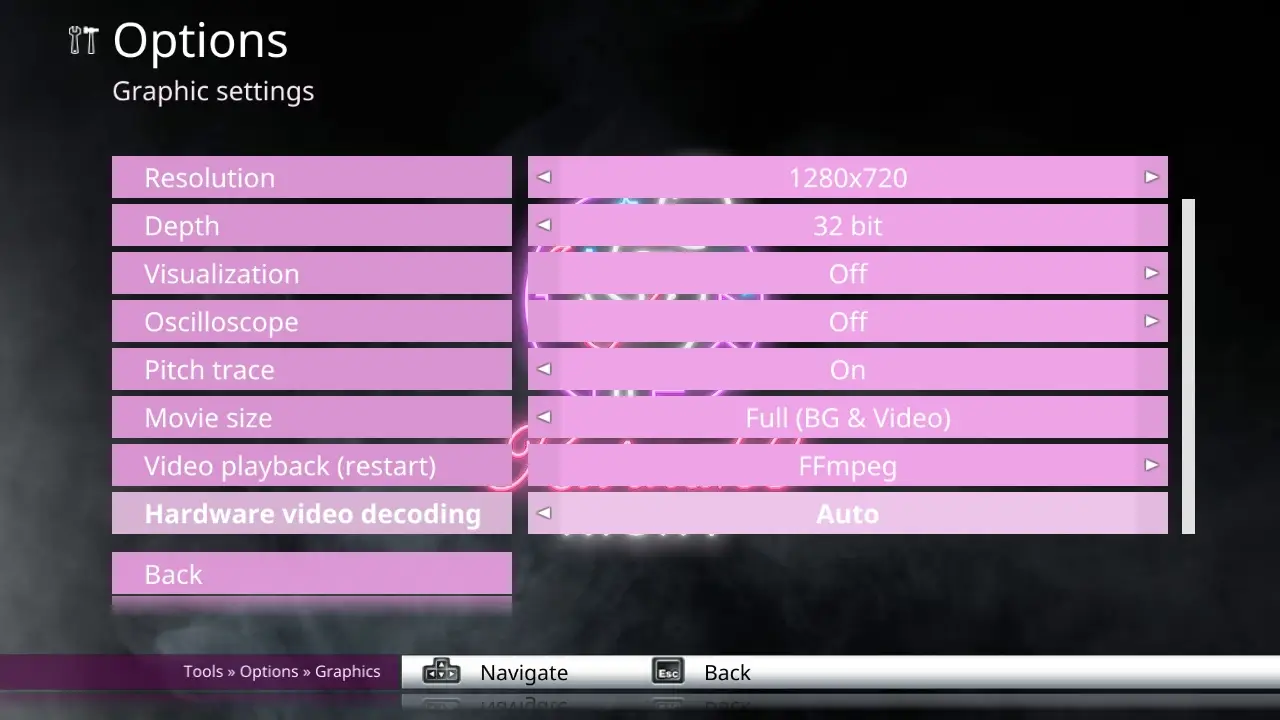 Options
Graphic settings
Resolution 1280x720
Depth 32 bit
Visualization Off
Oscilloscope Off
Pitch trace On
Movie size Full (BG & Video)
Video playback (restart) FFmpeg
Hardware video decoding Auto
Back
Tools » Options » Graphics Navigate Esc Back